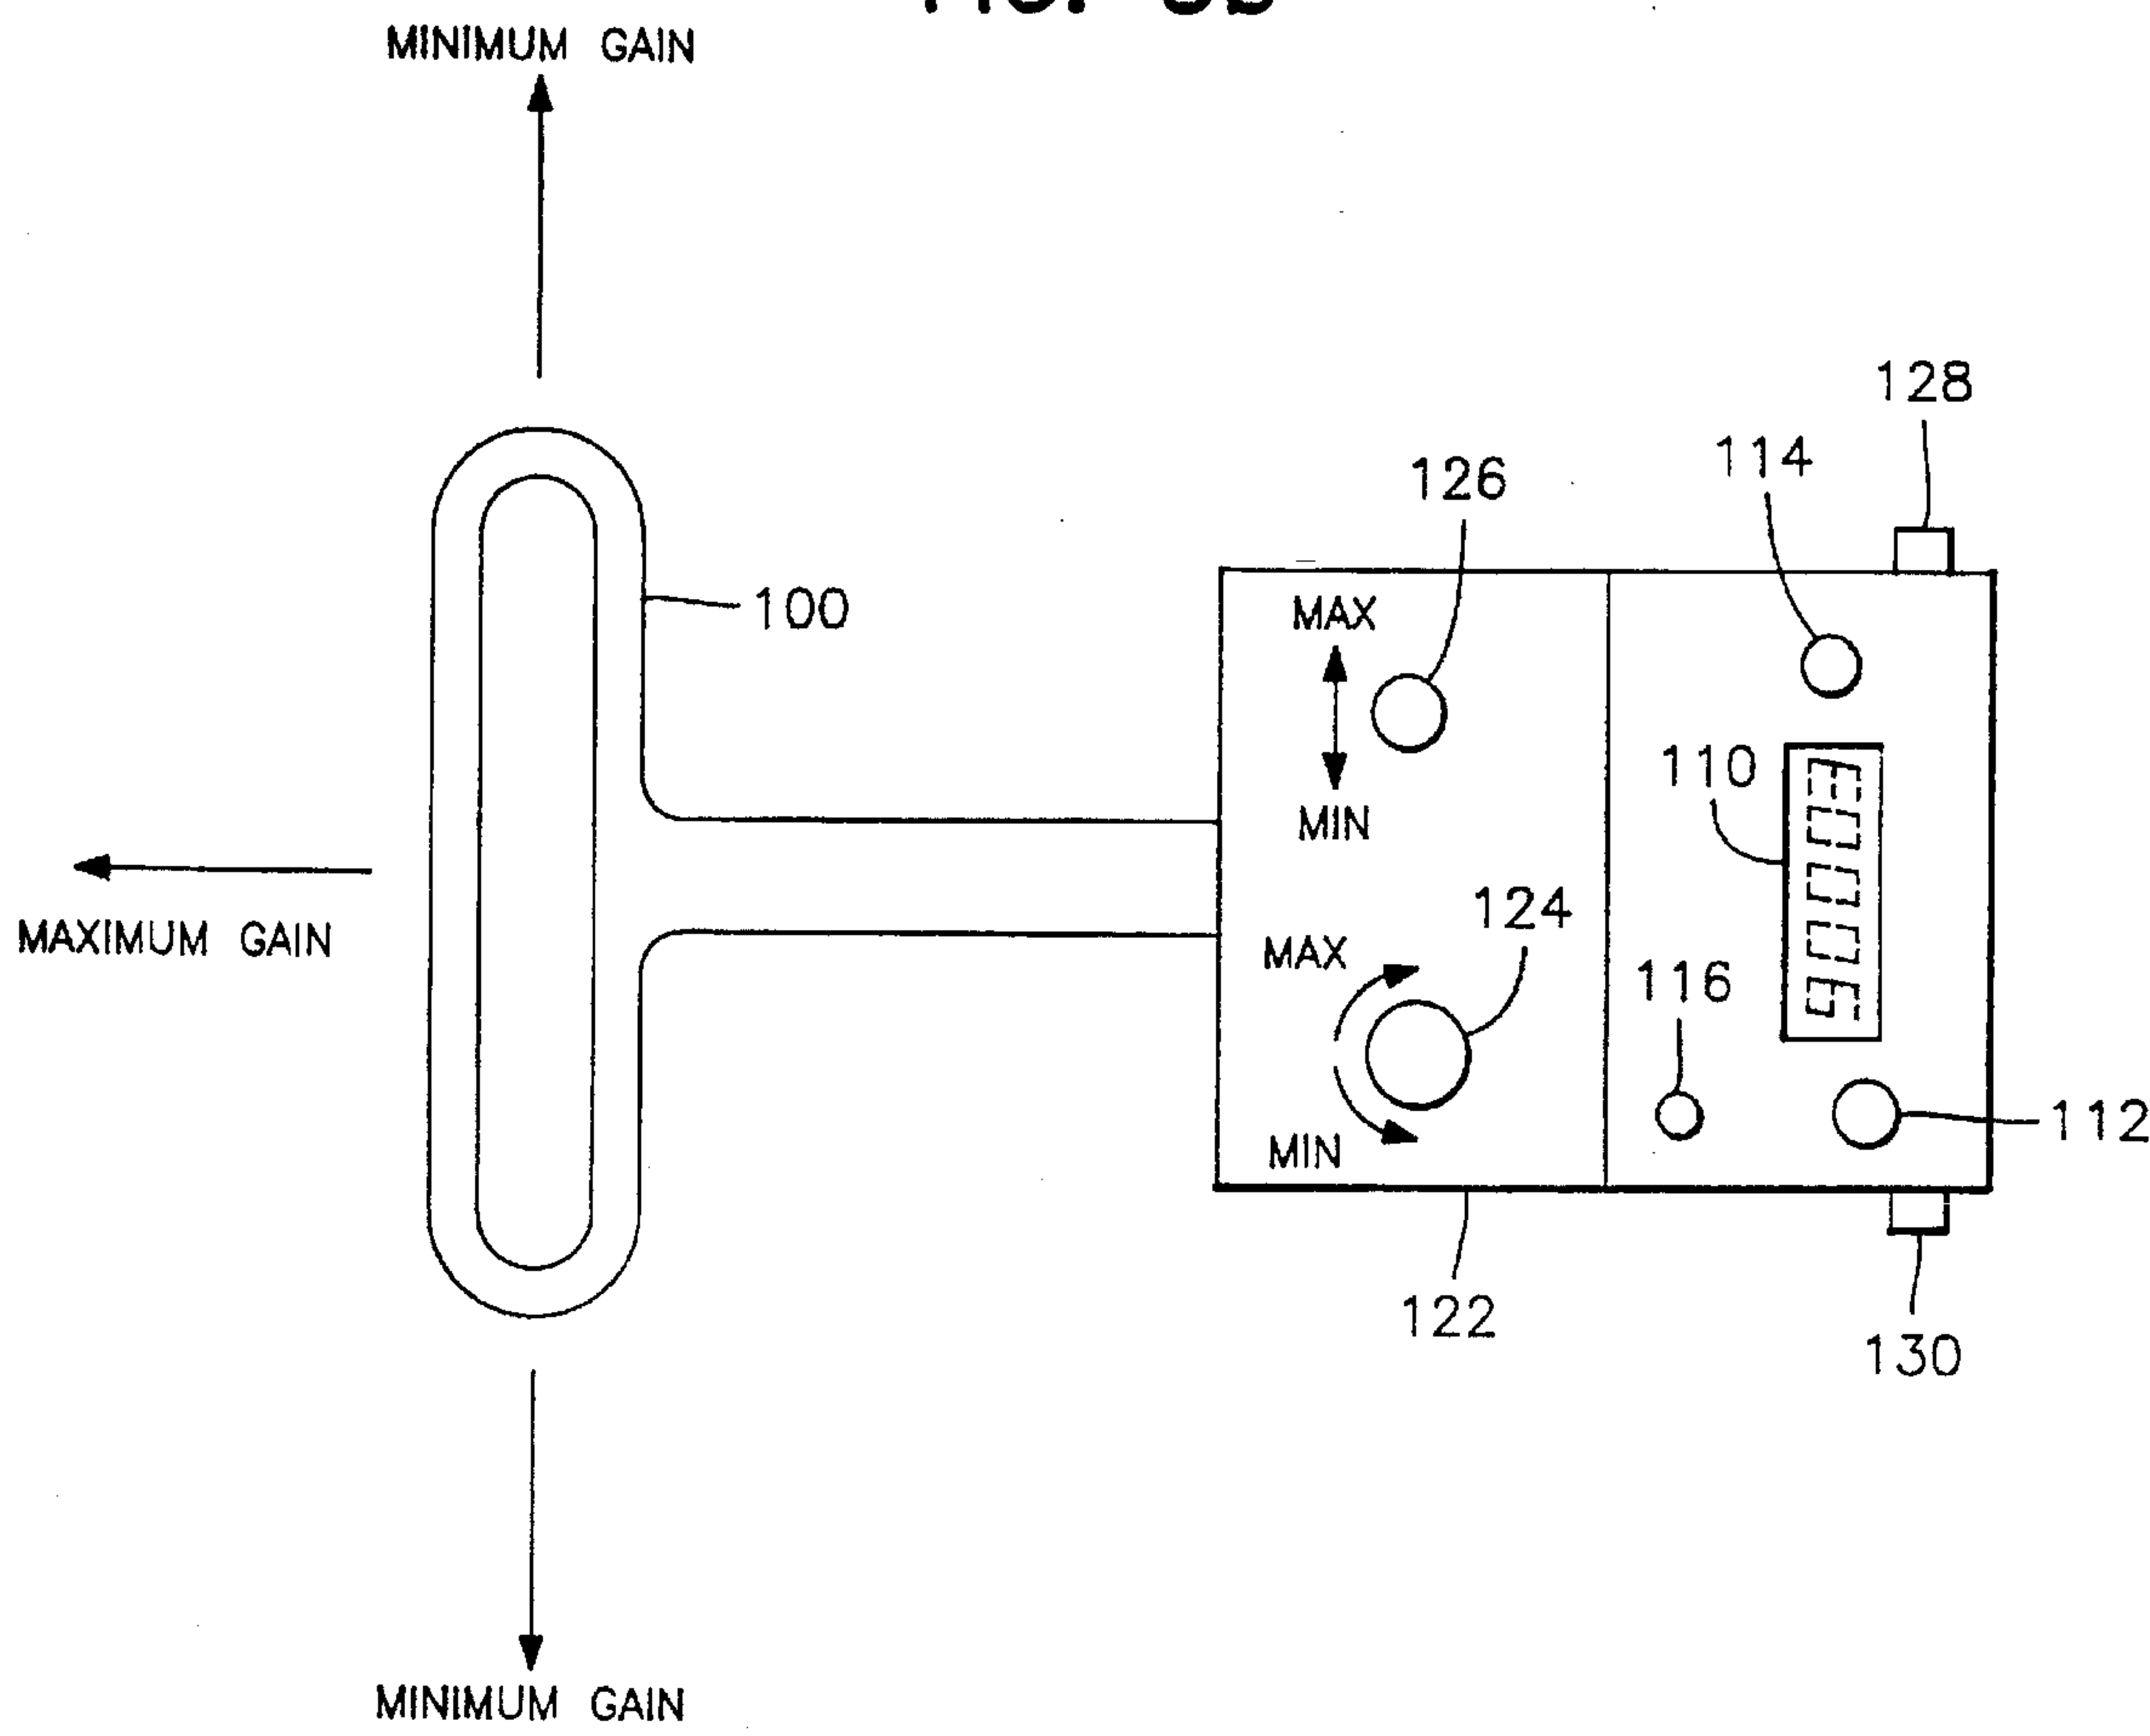 MINIMUM GAIN
128
114
126
100
MAX
110
MIN
MAXIMUM GAIN
124
MAX
116
112
MIN
122
130
MINIMUM GAIN